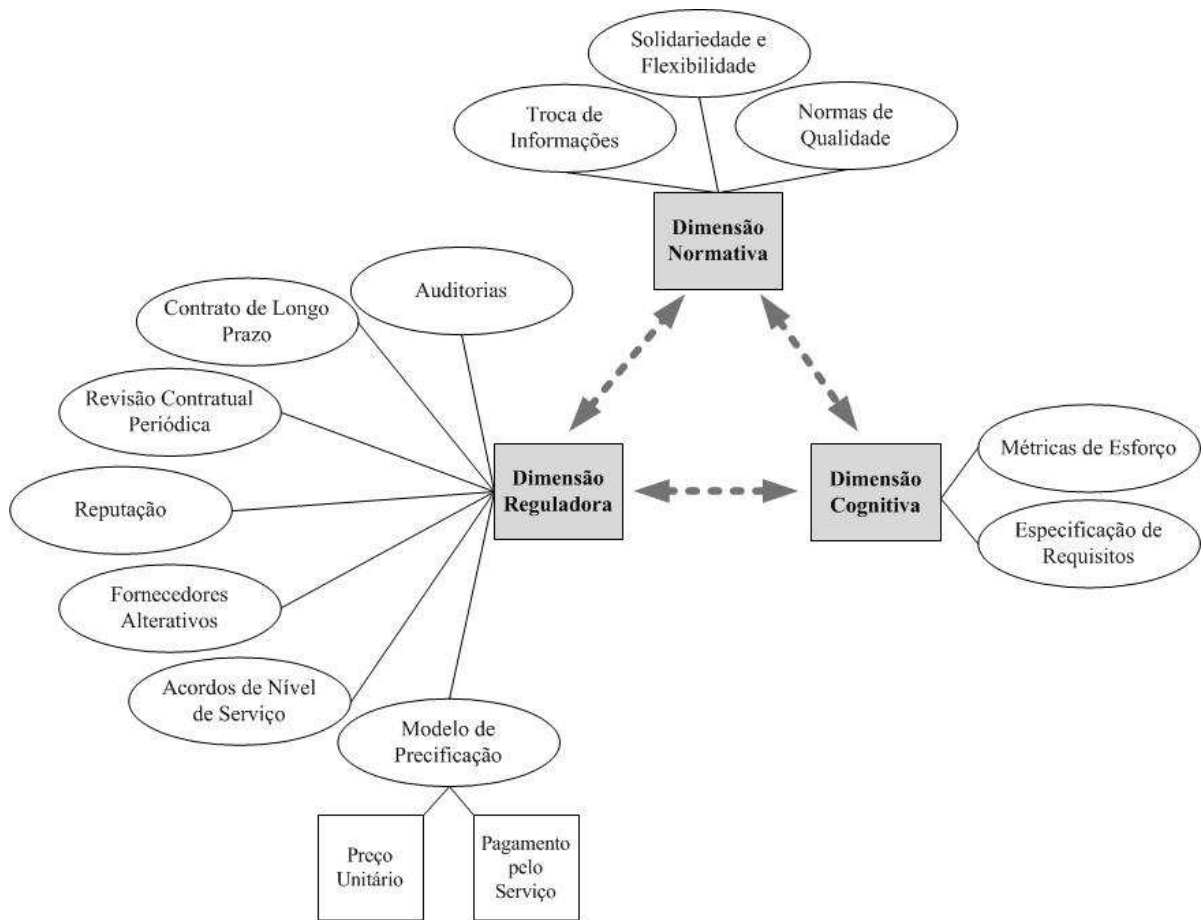 Solidariedade e
Flexibilidade
Troca de
Informações
Normas de
Qualidade
Dimensão
Normativa
Auditorias
Contrato de Longo
Prazo
Revisão Contratual
Periódica
Reputação
Fornecedores
Alterativos
Acordos de Nível
de Serviço
Modelo de
Precificação
Preço
Unitário
Pagamento
pelo
Serviço
Dimensão
Reguladora
Dimensão
Cognitiva
Métricas de Esforço
Especificação de
Requisitos